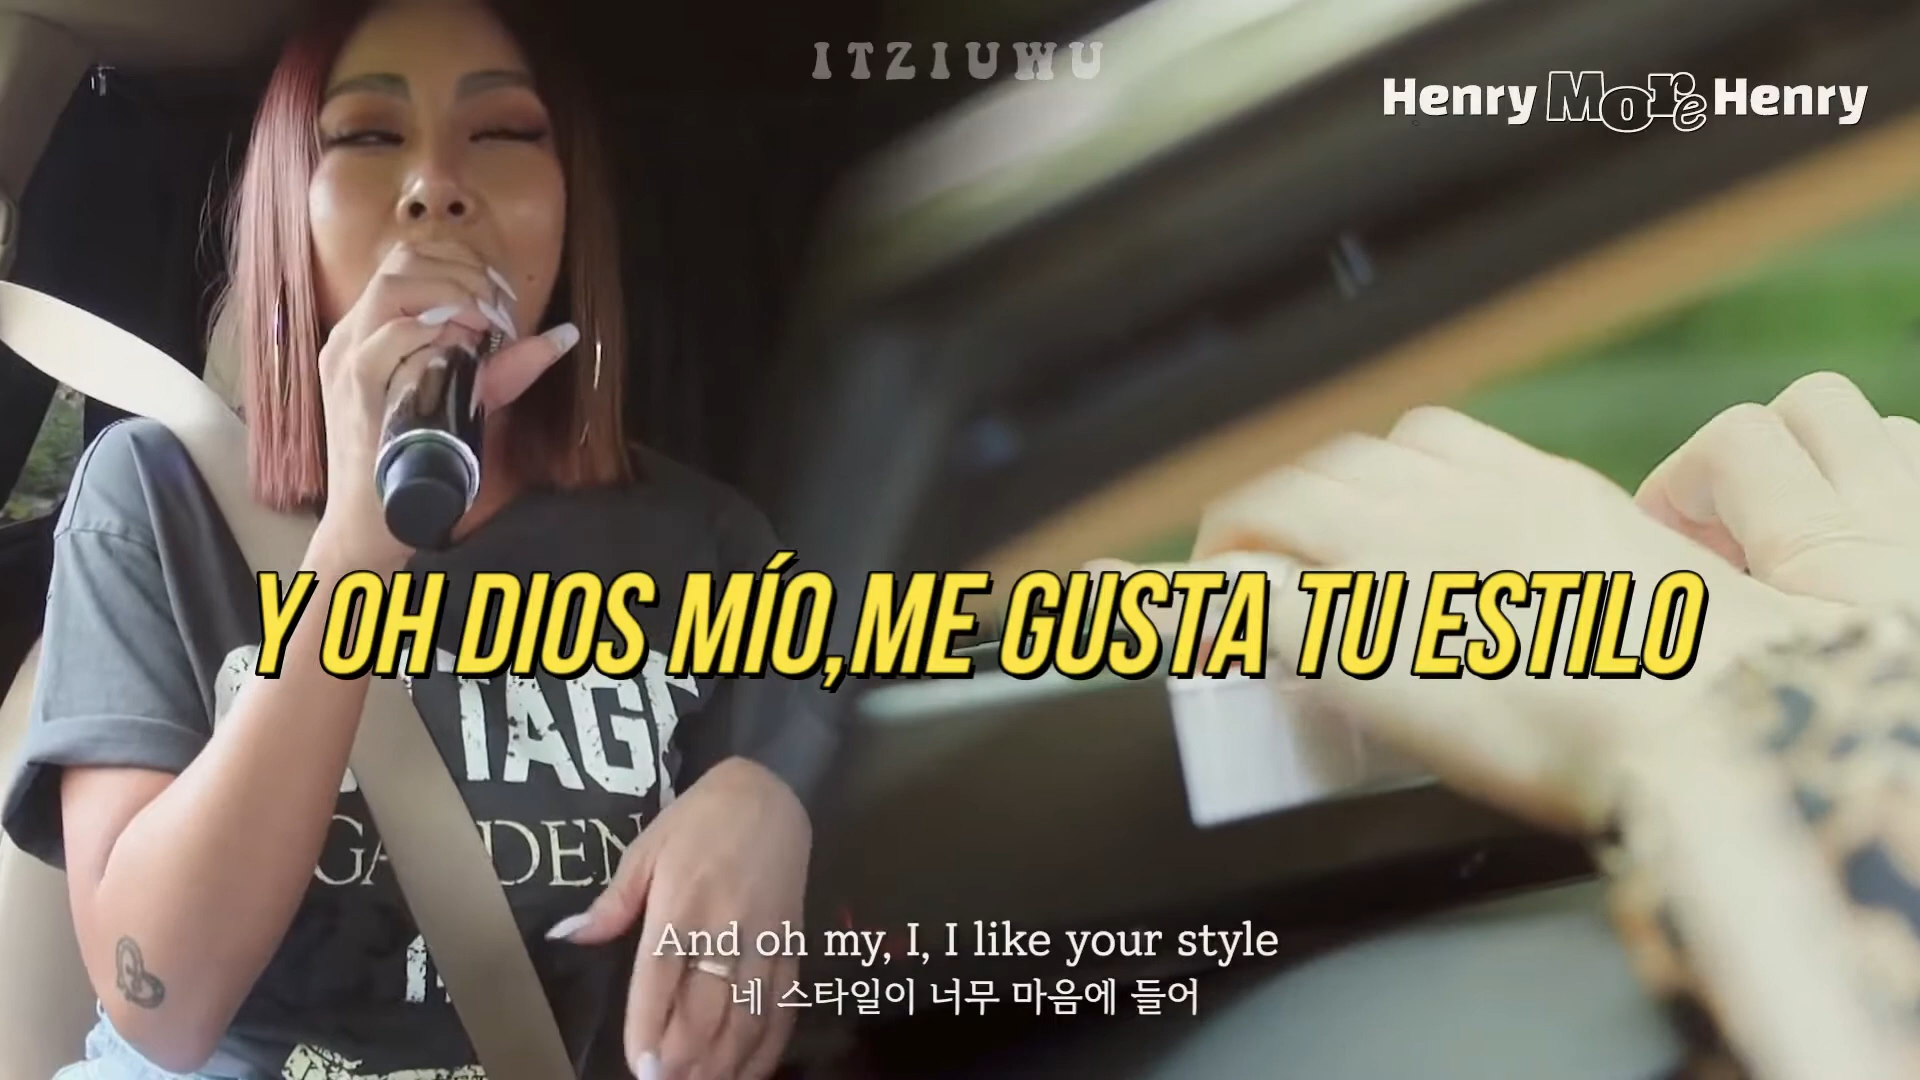 ITZIUWU
Henry More Henry
Y OH DIOS MÍO,ME GUSTA TU ESTILO
And oh my, I, I like your style
네 스타일이 너무 마음에 들어